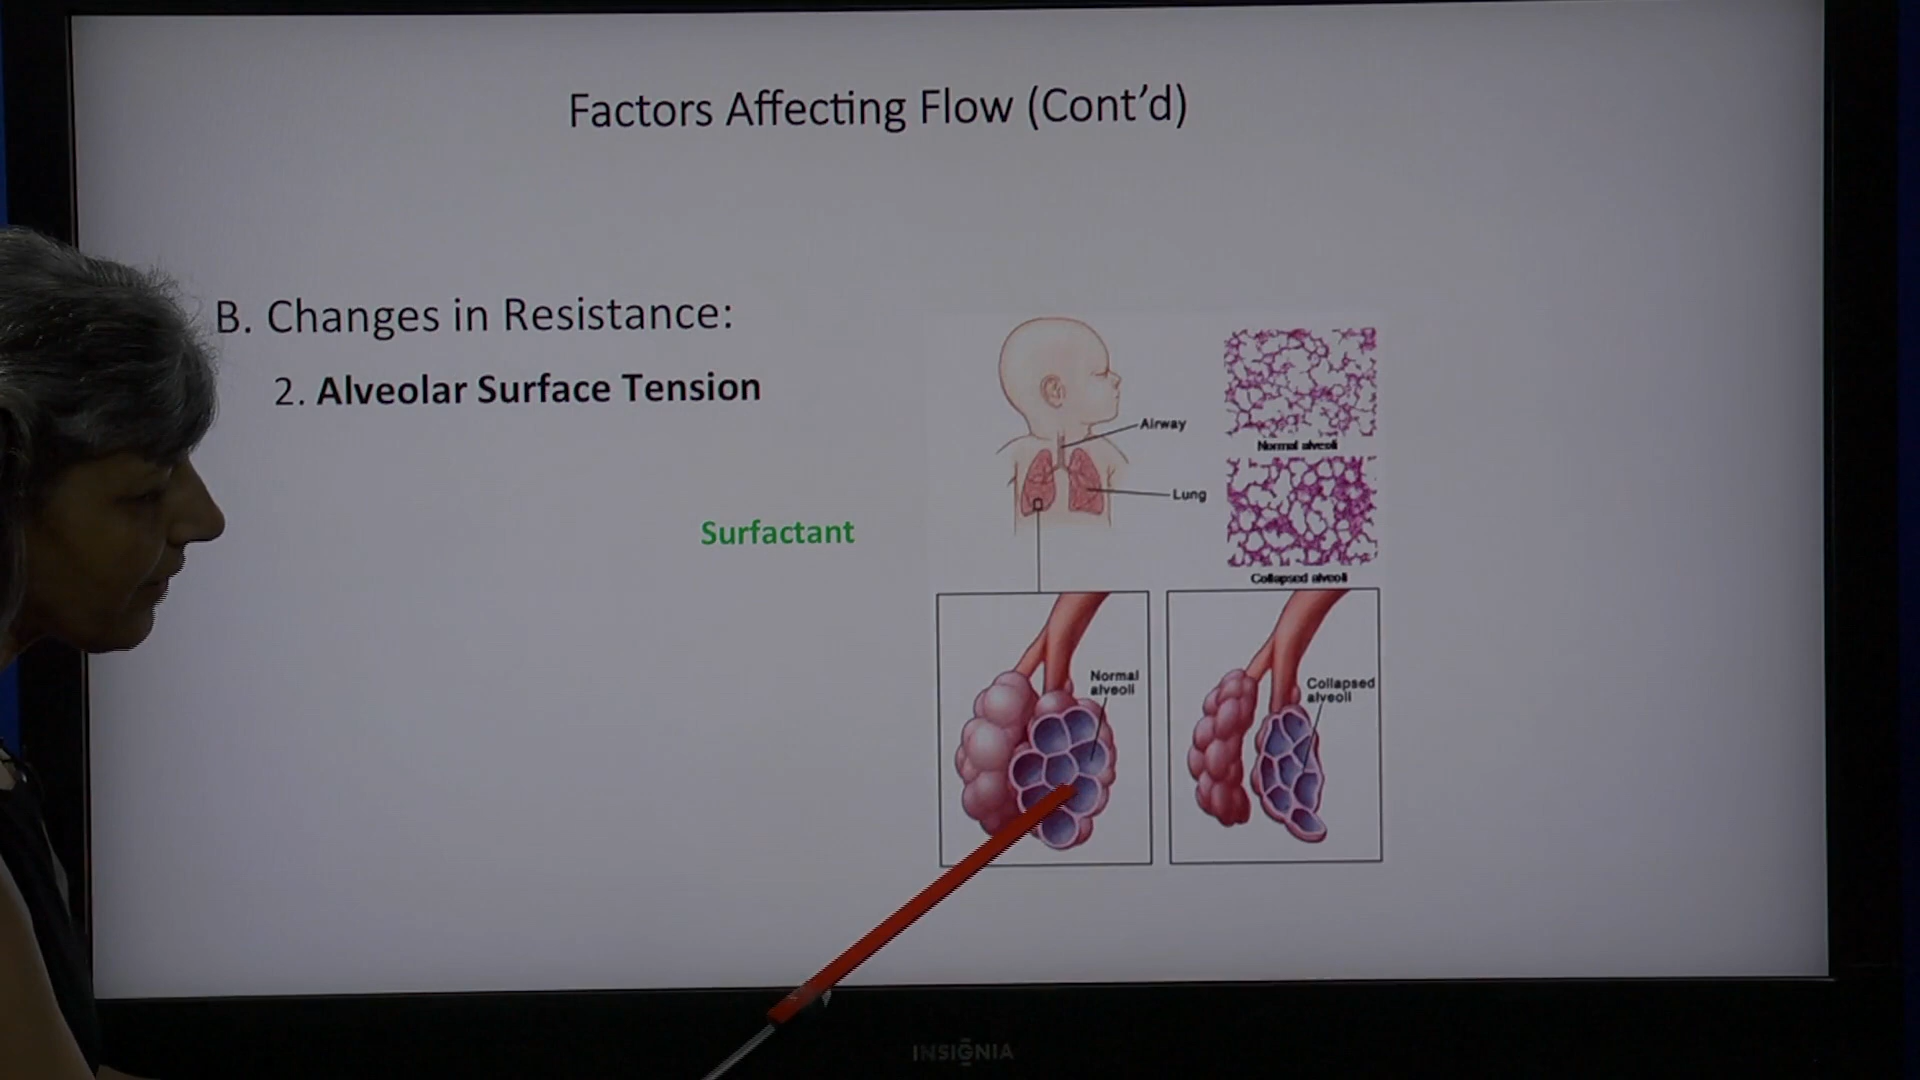 Factors Affecting Flow (Cont’d)
B. Changes in Resistance:
2. Alveolar Surface Tension
Surfactant
Airway
Lung
Normal alveoli
Collapsed alveoli
Normal
alveoli
Collapsed
alveoli
INSIGNIA